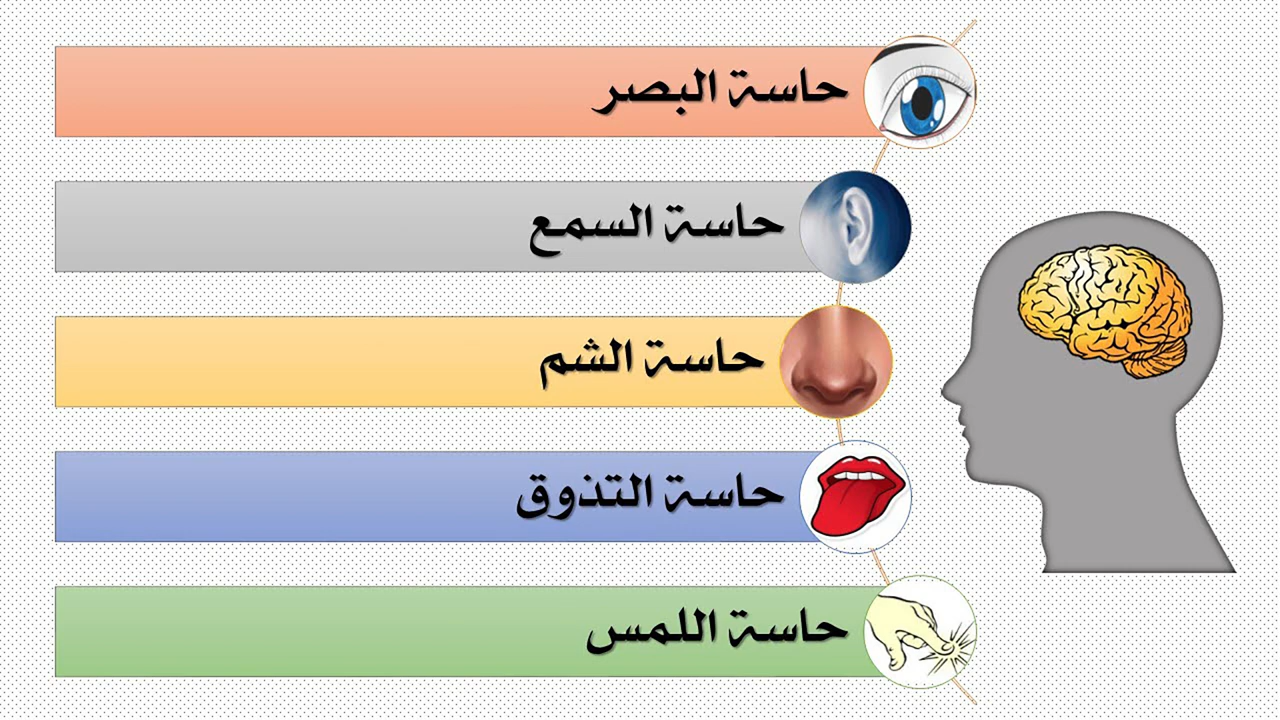 حاسة البصر
حاسة السمع
حاسة الشم
حاسة التذوق
حاسة اللمس